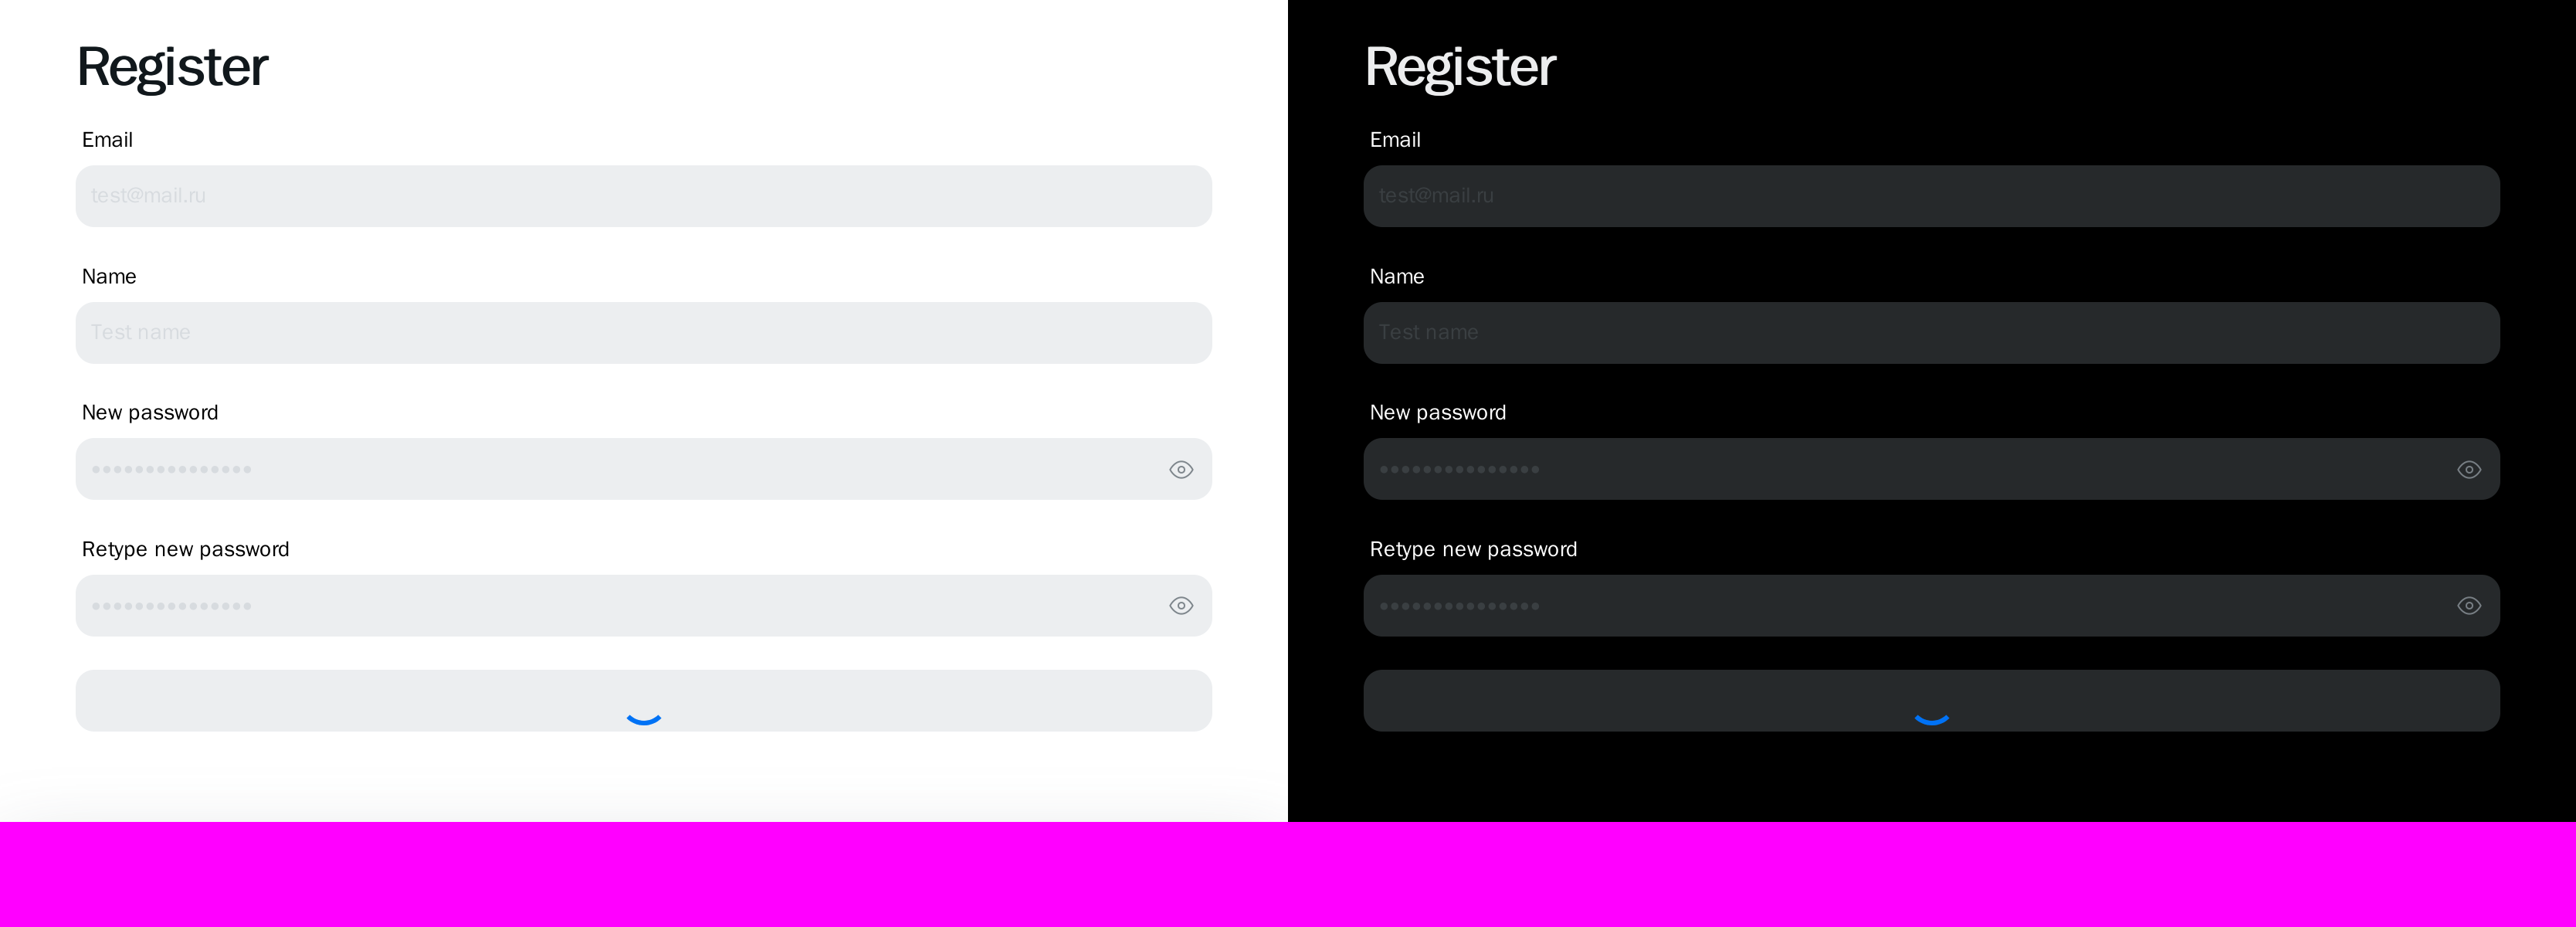 Register
Email
test@mail.ru
Name
Test name
New password
•••••••••••••••
Retype new password
•••••••••••••••
Register
Email
test@mail.ru
Name
Test name
New password
•••••••••••••••
Retype new password
•••••••••••••••